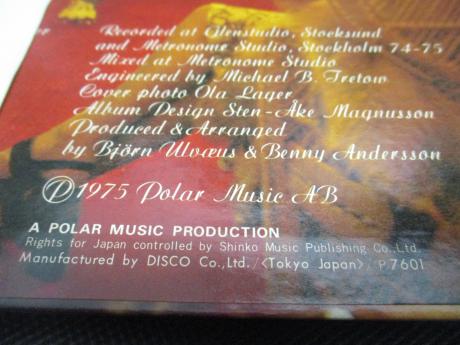 er
Recorded at Glenstudio, Stocksund
and Metronome Studio, Stockholm 74-75
Mixed at Metronome Studio
Engineered by Michael B. Tretow
Cover photo Ola Lager
Album Design Sten-Åke Magnusson
Produced & Arranged
by Björn Ulvæus & Benny Andersson
Ⓟ 1975 Polar Music AB
A POLAR MUSIC PRODUCTION
Rights for Japan controlled by Shinko Music Publishing Co., Ltd.
Manufactured by DISCO Co.,Ltd./〈Tokyo Japan〉/P7601